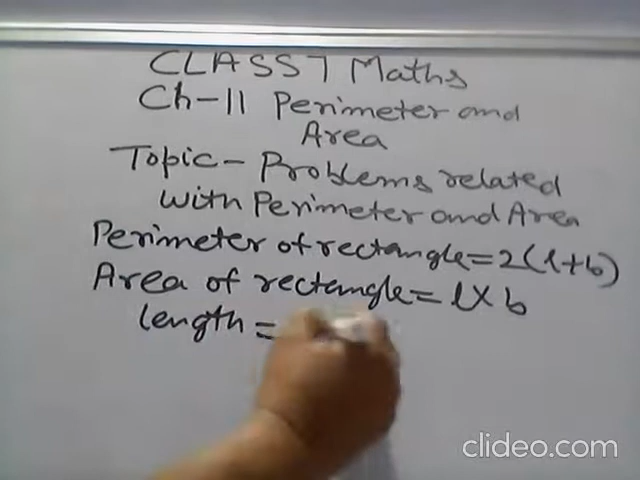 CLASS 7 Maths
Ch-11 Perimeter and
Area
Topic- Problems related
with Perimeter and Area
Perimeter of rectangle=2(l+b)
Area of rectangle= l×b
length =
clideo.com